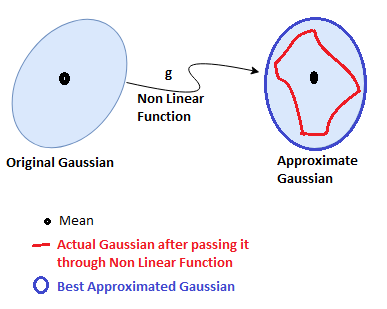 g
Non Linear
Function
Original Gaussian
Approximate
Gaussian
Mean
Actual Gaussian after passing it
through Non Linear Function
Best Approximated Gaussian